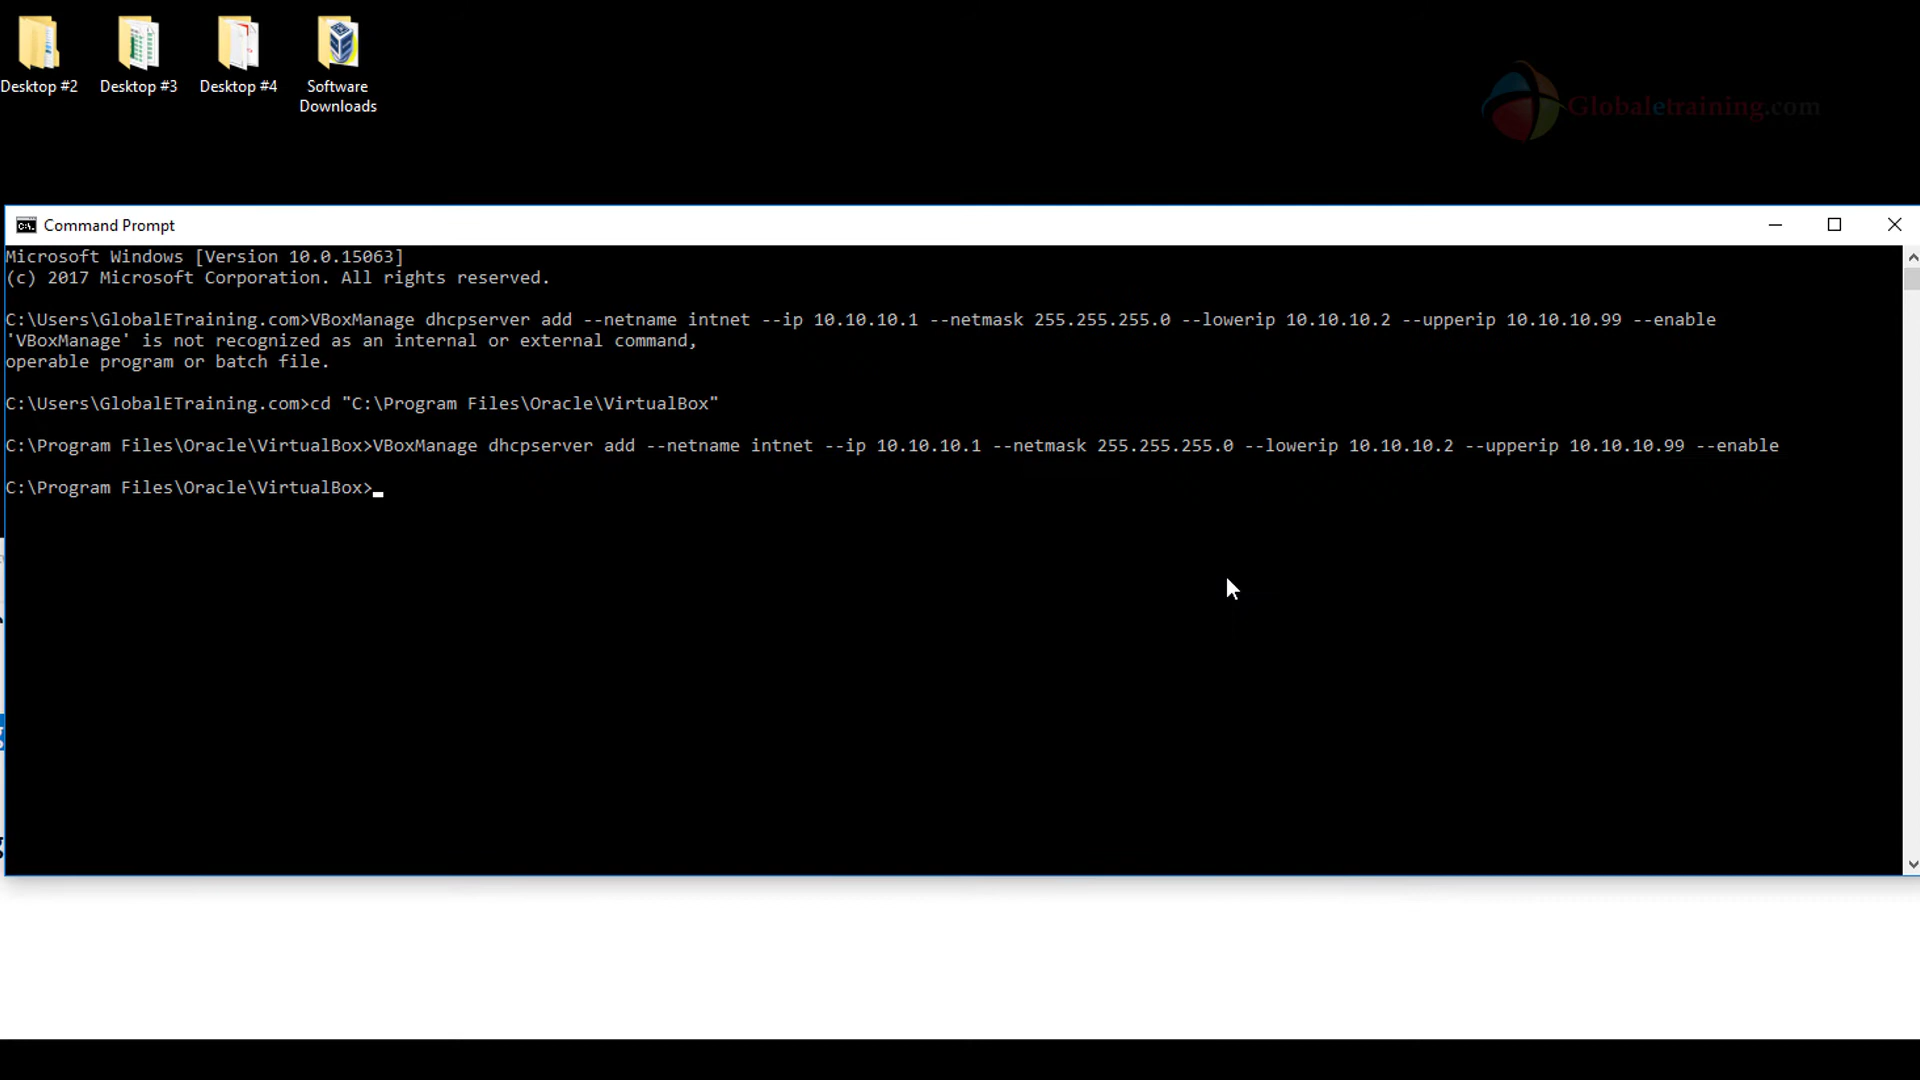 Desktop #2
Desktop #3
Desktop #4
Software
Downloads
Globaletraining.com
Command Prompt
Microsoft Windows [Version 10.0.15063]
(c) 2017 Microsoft Corporation. All rights reserved.
C:\Users\GlobalETraining.com>VBoxManage dhcpserver add --netname intnet --ip 10.10.10.1 --netmask 255.255.255.0 --lowerip 10.10.10.2 --upperip 10.10.10.99 --enable
'VBoxManage' is not recognized as an internal or external command,
operable program or batch file.
C:\Users\GlobalETraining.com>cd "C:\Program Files\Oracle\VirtualBox"
C:\Program Files\Oracle\VirtualBox>VBoxManage dhcpserver add --netname intnet --ip 10.10.10.1 --netmask 255.255.255.0 --lowerip 10.10.10.2 --upperip 10.10.10.99 --enable
C:\Program Files\Oracle\VirtualBox>